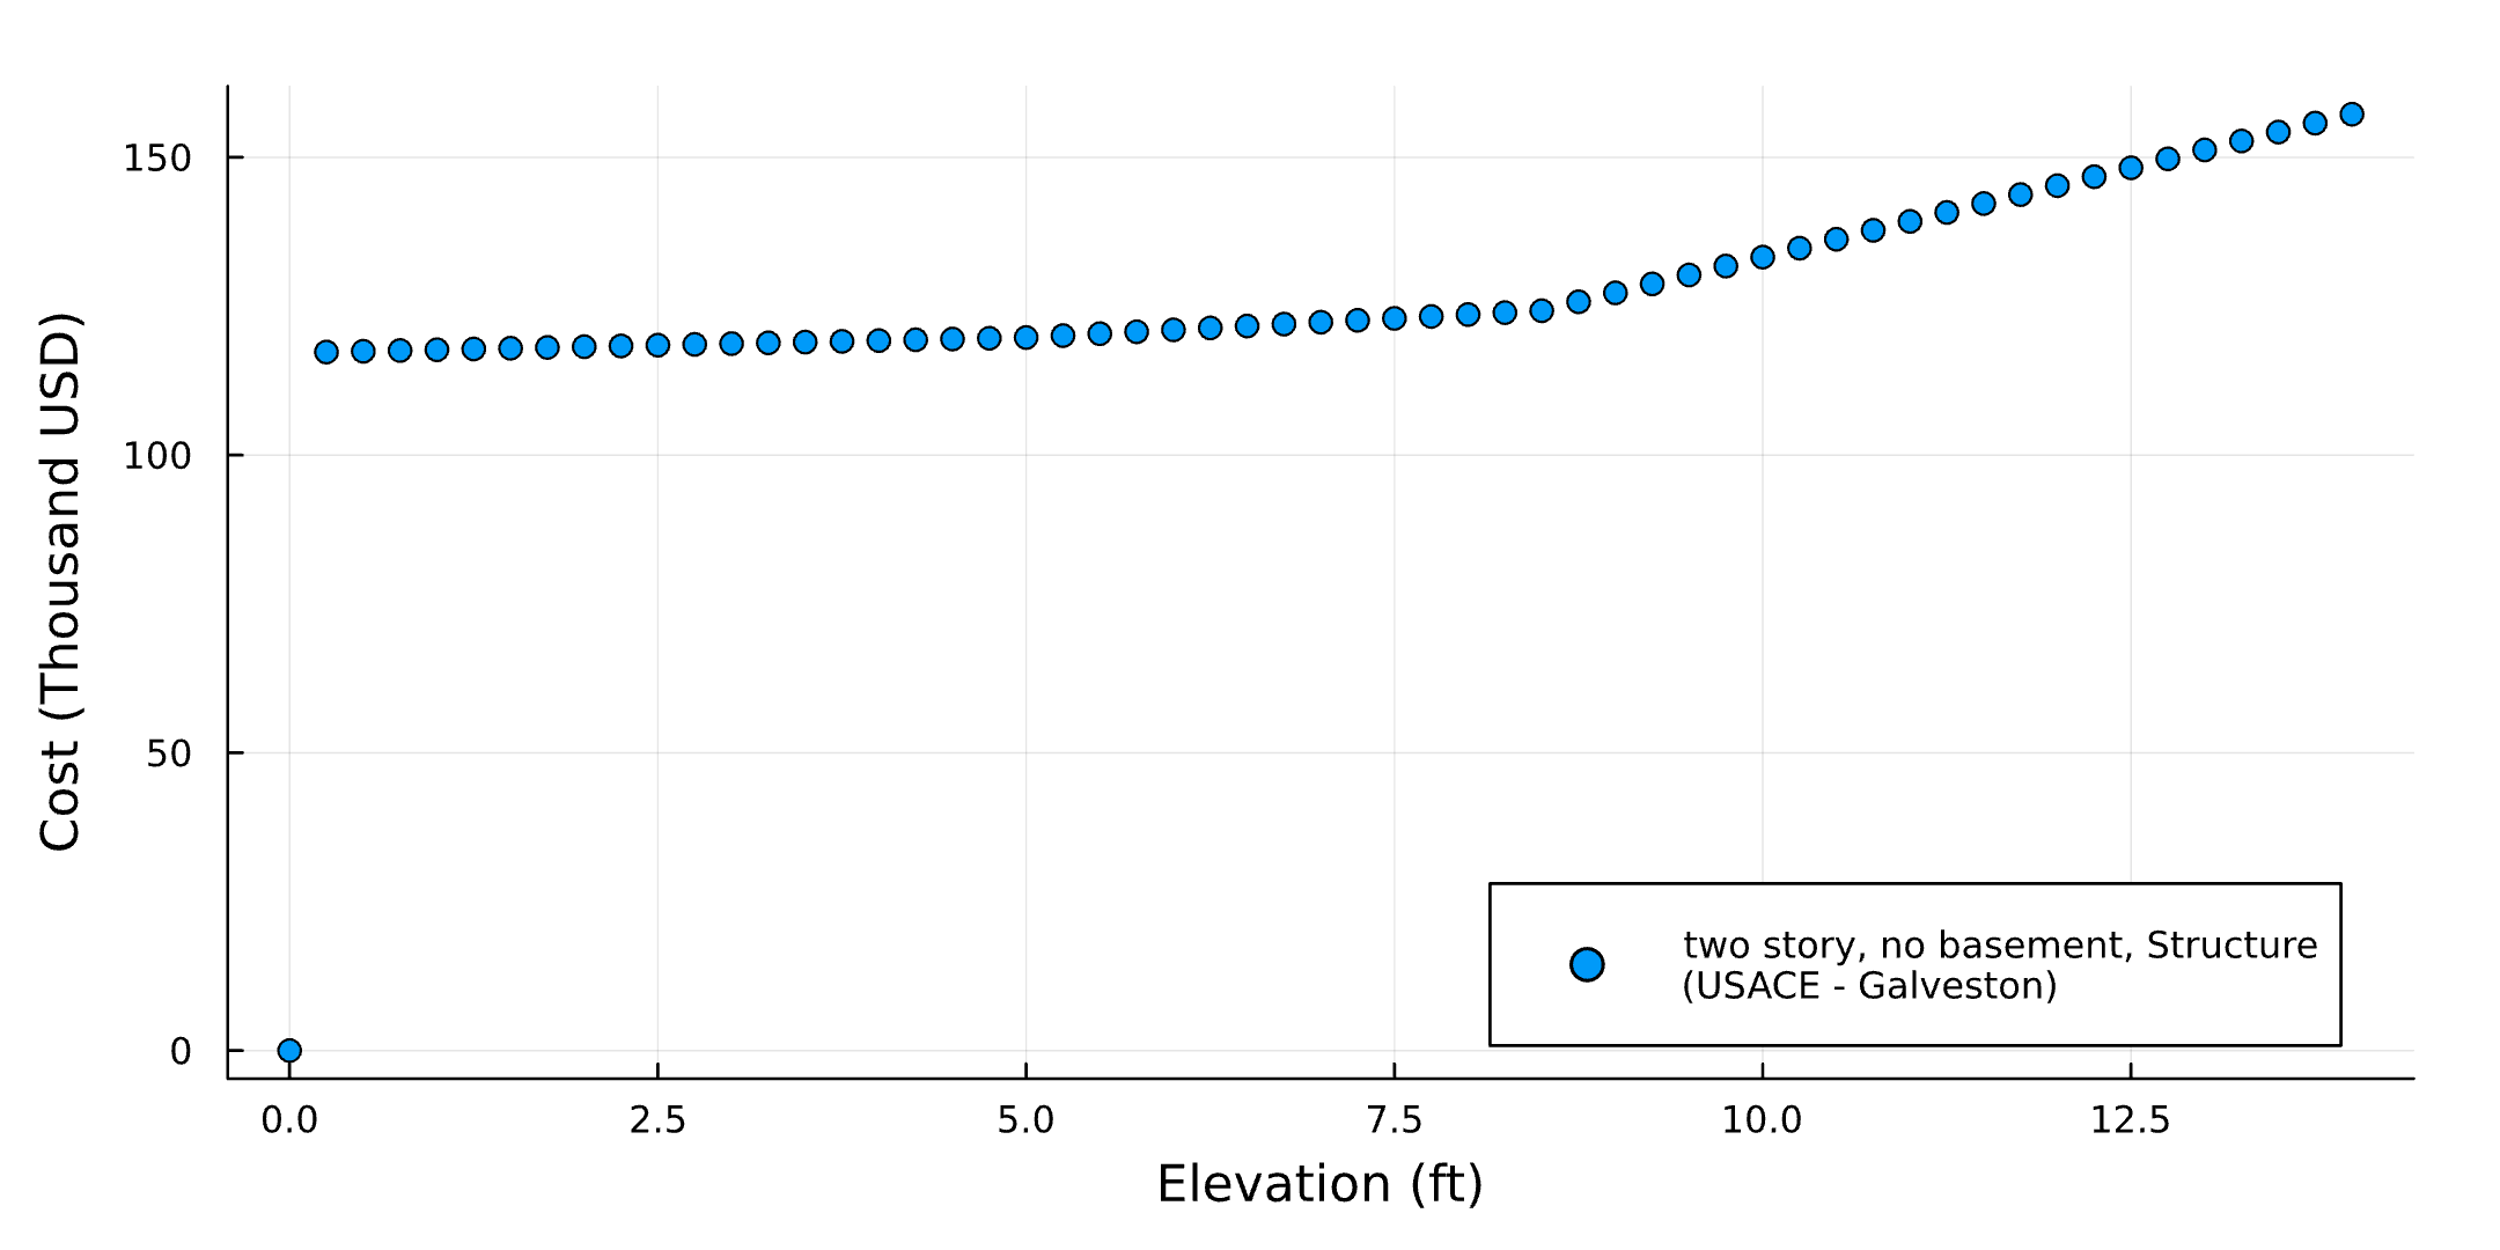 Cost (Thousand USD)
150
100
50
0
0.0
2.5
5.0
7.5
10.0
12.5
Elevation (ft)
two story, no basement, Structure
(USACE - Galveston)